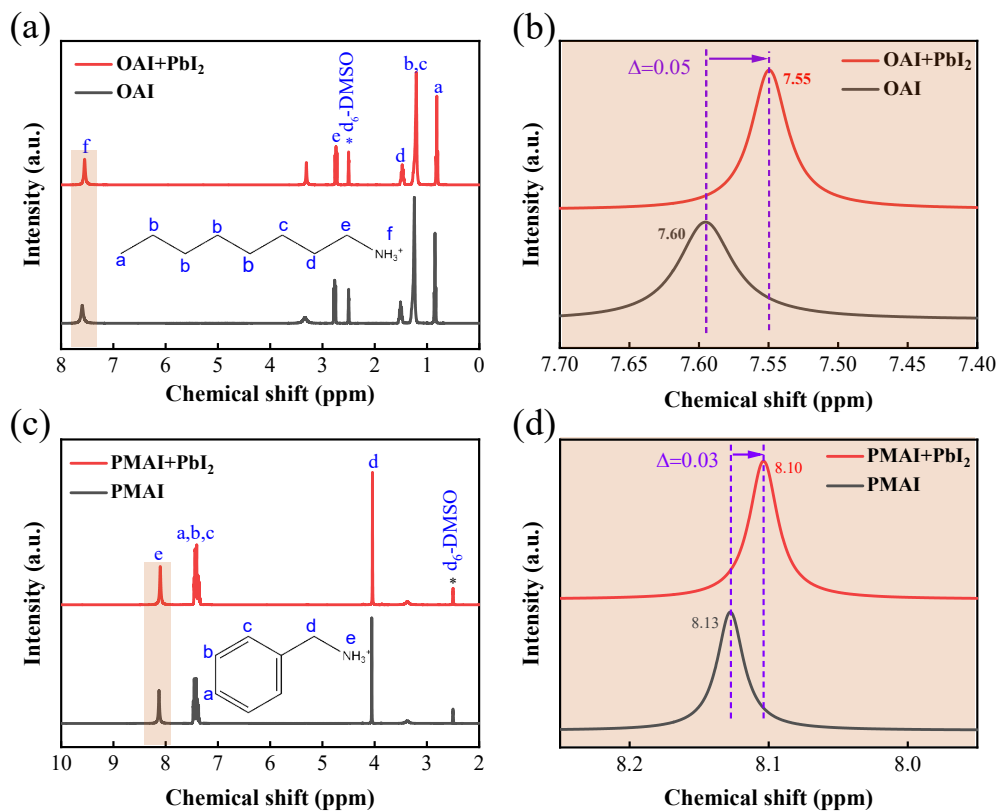 (a)
OAI+PbI₂
OAI
f
e
* d₆-DMSO
d
b,c
a
b b c e
a b b d f
NH₃⁺
Intensity (a.u.)
8 7 6 5 4 3 2 1 0
Chemical shift (ppm)
(b)
Δ=0.05
OAI+PbI₂
OAI
7.55
7.60
Intensity (a.u.)
7.70 7.65 7.60 7.55 7.50 7.45 7.40
Chemical shift (ppm)
(c)
PMAI+PbI₂
PMAI
e
a,b,c
d
* d₆-DMSO
c d
b e
a
NH₃⁺
Intensity (a.u.)
10 9 8 7 6 5 4 3 2
Chemical shift (ppm)
(d)
Δ=0.03
PMAI+PbI₂
PMAI
8.10
8.13
Intensity (a.u.)
8.2 8.1 8.0
Chemical shift (ppm)